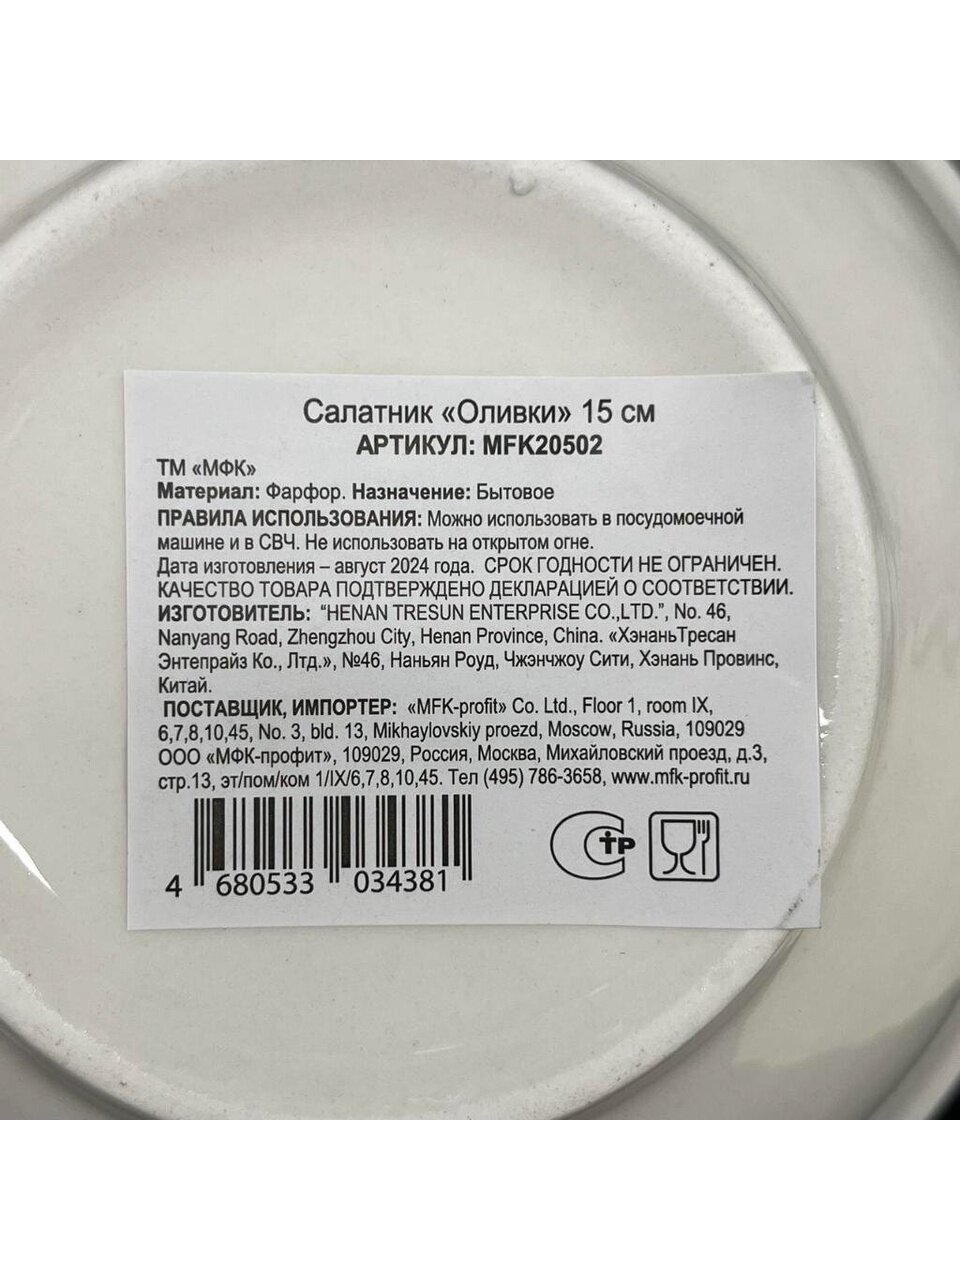 Салатник «Оливки» 15 см
АРТИКУЛ: MFK20502
ТМ «МФК»
Материал: Фарфор. Назначение: Бытовое
ПРАВИЛА ИСПОЛЬЗОВАНИЯ: Можно использовать в посудомоечной
машине и в СВЧ. Не использовать на открытом огне.
Дата изготовления – август 2024 года. СРОК ГОДНОСТИ НЕ ОГРАНИЧЕН.
КАЧЕСТВО ТОВАРА ПОДТВЕРЖДЕНО ДЕКЛАРАЦИЕЙ О СООТВЕТСТВИИ.
ИЗГОТОВИТЕЛЬ: “HENAN TRESUN ENTERPRISE CO.,LTD.”, No. 46,
Nanyang Road, Zhengzhou City, Henan Province, China. «ХэнаньТресан
Энтепрайз Ко., Лтд.», №46, Наньян Роуд, Чжэнчжоу Сити, Хэнань Провинс,
Китай.
ПОСТАВЩИК, ИМПОРТЕР: «MFK-profit» Co. Ltd., Floor 1, room IX,
6,7,8,10,45, No. 3, bld. 13, Mikhaylovskiy proezd, Moscow, Russia, 109029
ООО «МФК-профит», 109029, Россия, Москва, Михайловский проезд, д.3,
стр.13, эт/пом/ком 1/IX/6,7,8,10,45. Тел (495) 786-3658, www.mfk-profit.ru
4 680533 034381
СТР